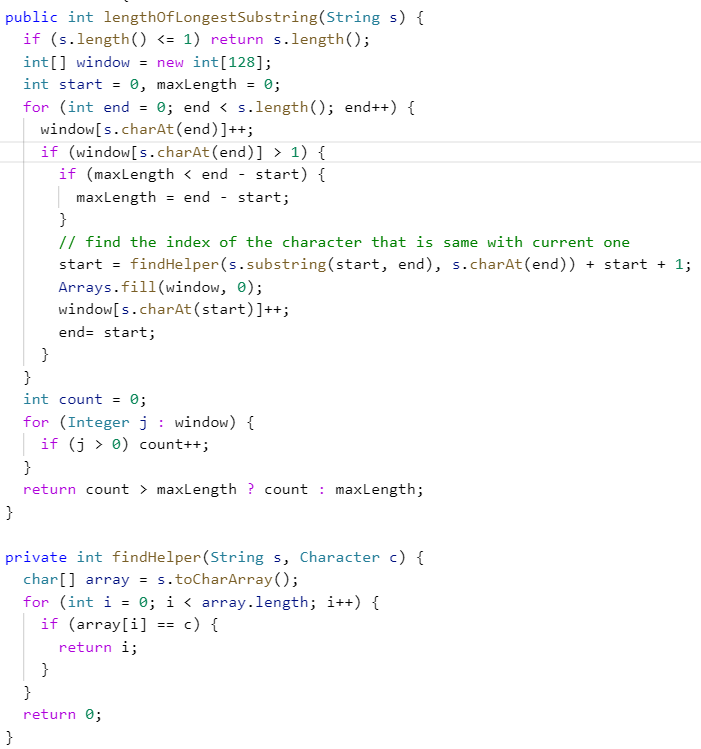 public int lengthOfLongestSubstring(String s) {
  if (s.length() <= 1) return s.length();
  int[] window = new int[128];
  int start = 0, maxLength = 0;
  for (int end = 0; end < s.length(); end++) {
    window[s.charAt(end)]++;
    if (window[s.charAt(end)] > 1) {
      if (maxLength < end - start) {
        maxLength = end - start;
      }
      // find the index of the character that is same with current one
      start = findHelper(s.substring(start, end), s.charAt(end)) + start + 1;
      Arrays.fill(window, 0);
      window[s.charAt(start)]++;
      end= start;
    }
  }
  int count = 0;
  for (Integer j : window) {
    if (j > 0) count++;
  }
  return count > maxLength ? count : maxLength;
}

private int findHelper(String s, Character c) {
  char[] array = s.toCharArray();
  for (int i = 0; i < array.length; i++) {
    if (array[i] == c) {
      return i;
    }
  }
  return 0;
}